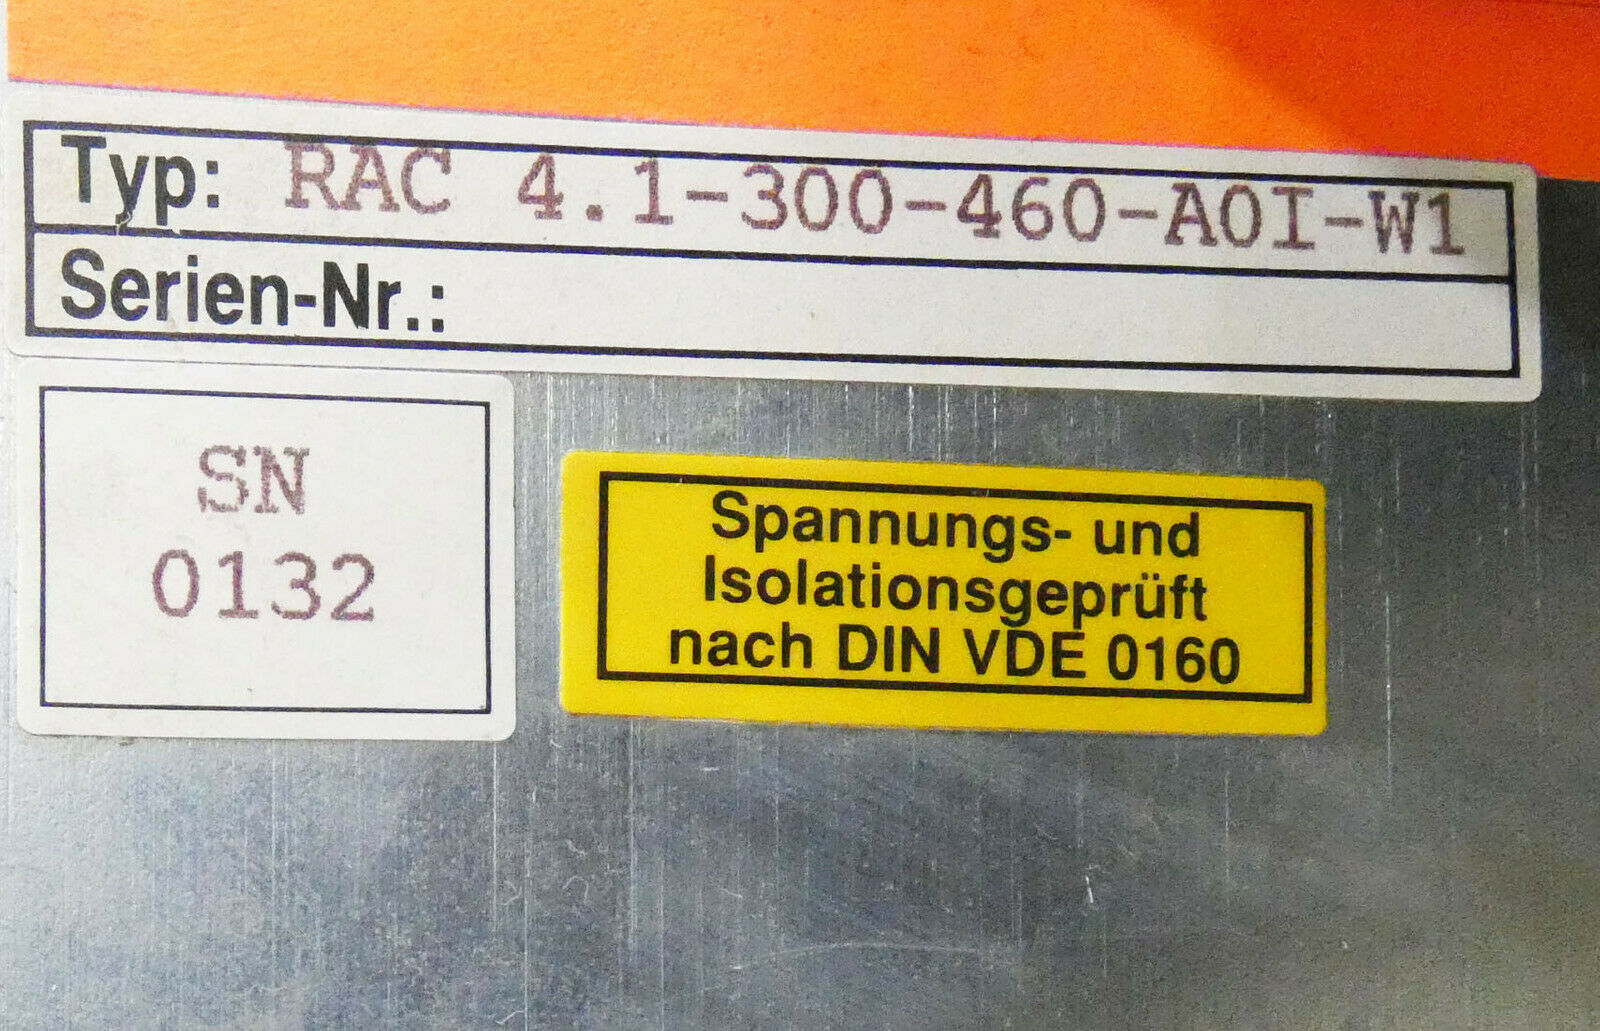 Typ: RAC 4.1-300-460-A0I-W1
Serien-Nr.:
SN
0132
Spannungs- und
Isolationsgeprüft
nach DIN VDE 0160